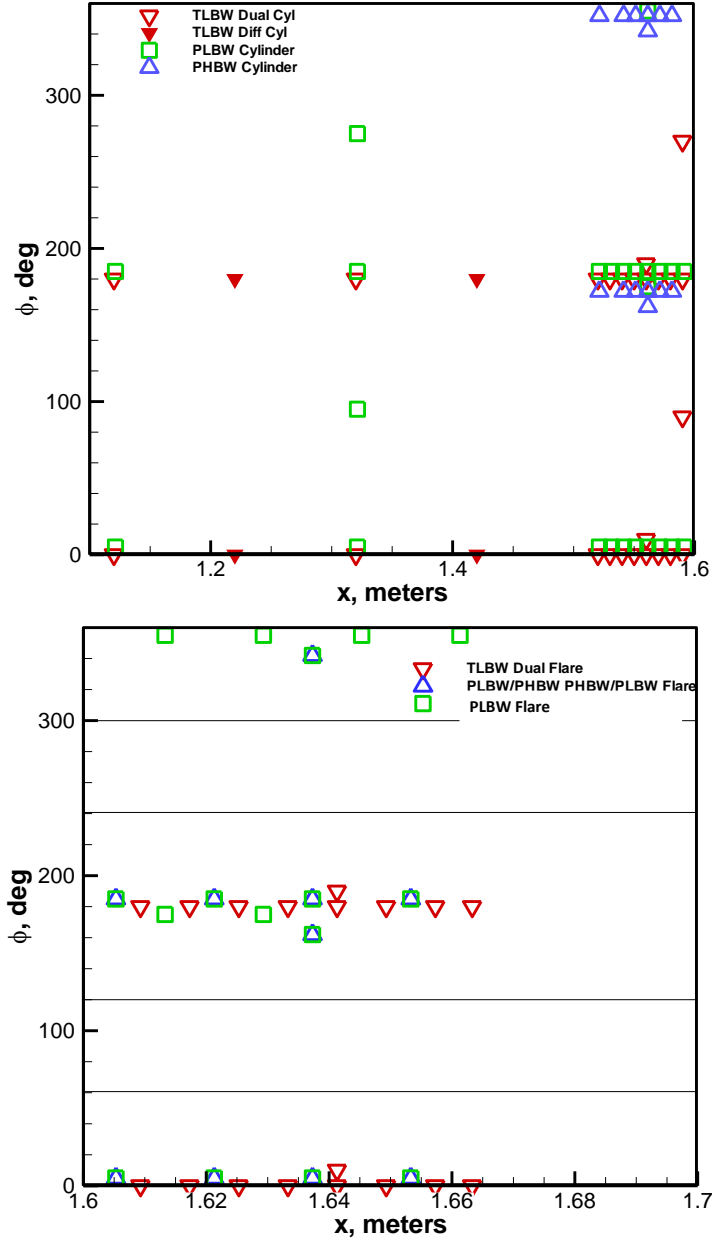 TLBW Dual Cyl
TLBW Diff Cyl
PLBW Cylinder
PHBW Cylinder
300
200
100
0
ϕ, deg
1.2
1.4
1.6
x, meters
TLBW Dual Flare
PLBW/PHBW PHBW/PLBW Flare
PLBW Flare
300
200
100
0
ϕ, deg
1.6
1.62
1.64
1.66
1.68
1.7
x, meters